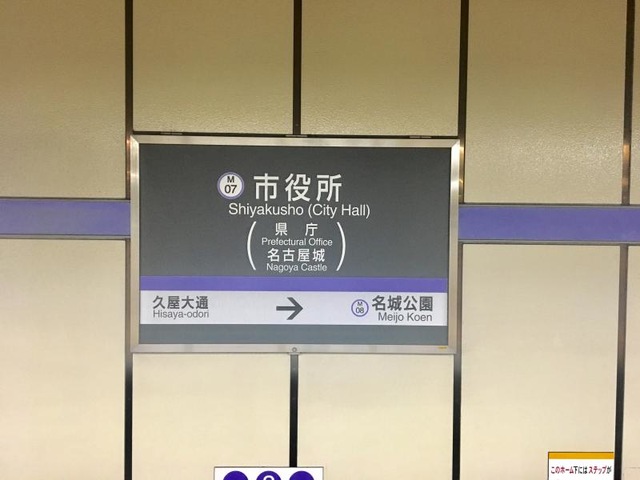 M
07
市役所
Shiyakusho (City Hall)
県庁
Prefectural Office
名古屋城
Nagoya Castle
久屋大通
Hisaya-odori
→
M
08
名城公園
Meijo Koen
このホーム下にはステップが